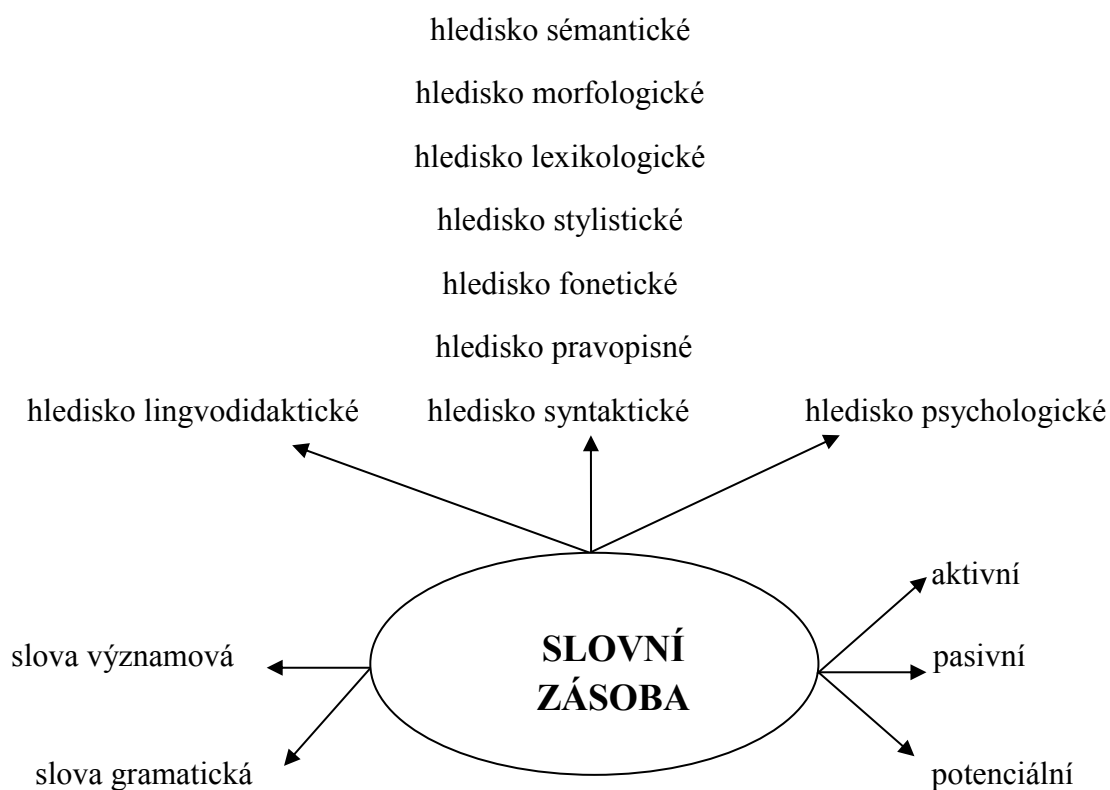 hledisko sémantické
hledisko morfologické
hledisko lexikologické
hledisko stylistické
hledisko fonetické
hledisko pravopisné
hledisko lingvodidaktické
hledisko syntaktické
hledisko psychologické
aktivní
slova významová
SLOVNÍ
ZÁSOBA
pasivní
slova gramatická
potenciální